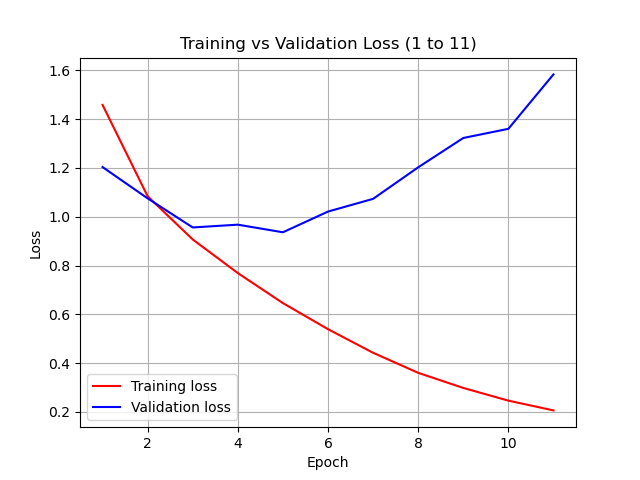 Training vs Validation Loss (1 to 11)
1.6
1.4
1.2
1.0
0.8
0.6
0.4
0.2
Loss
Training loss
Validation loss
2 4 6 8 10
Epoch